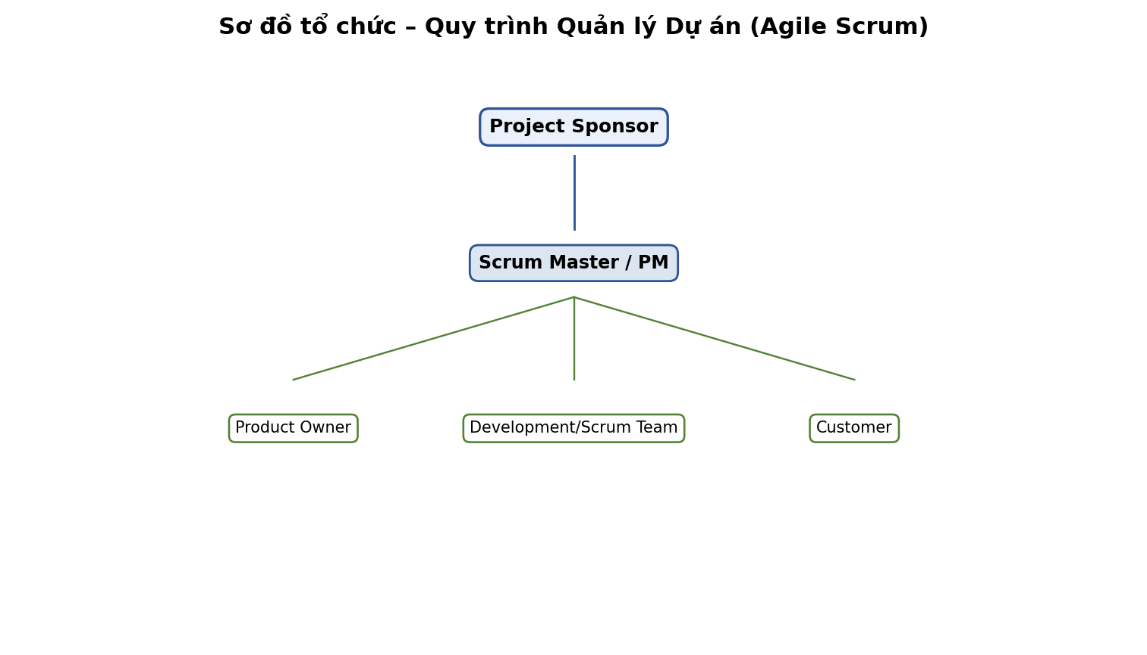 Sơ đồ tổ chức – Quy trình Quản lý Dự án (Agile Scrum)
Project Sponsor
Scrum Master / PM
Product Owner
Development/Scrum Team
Customer